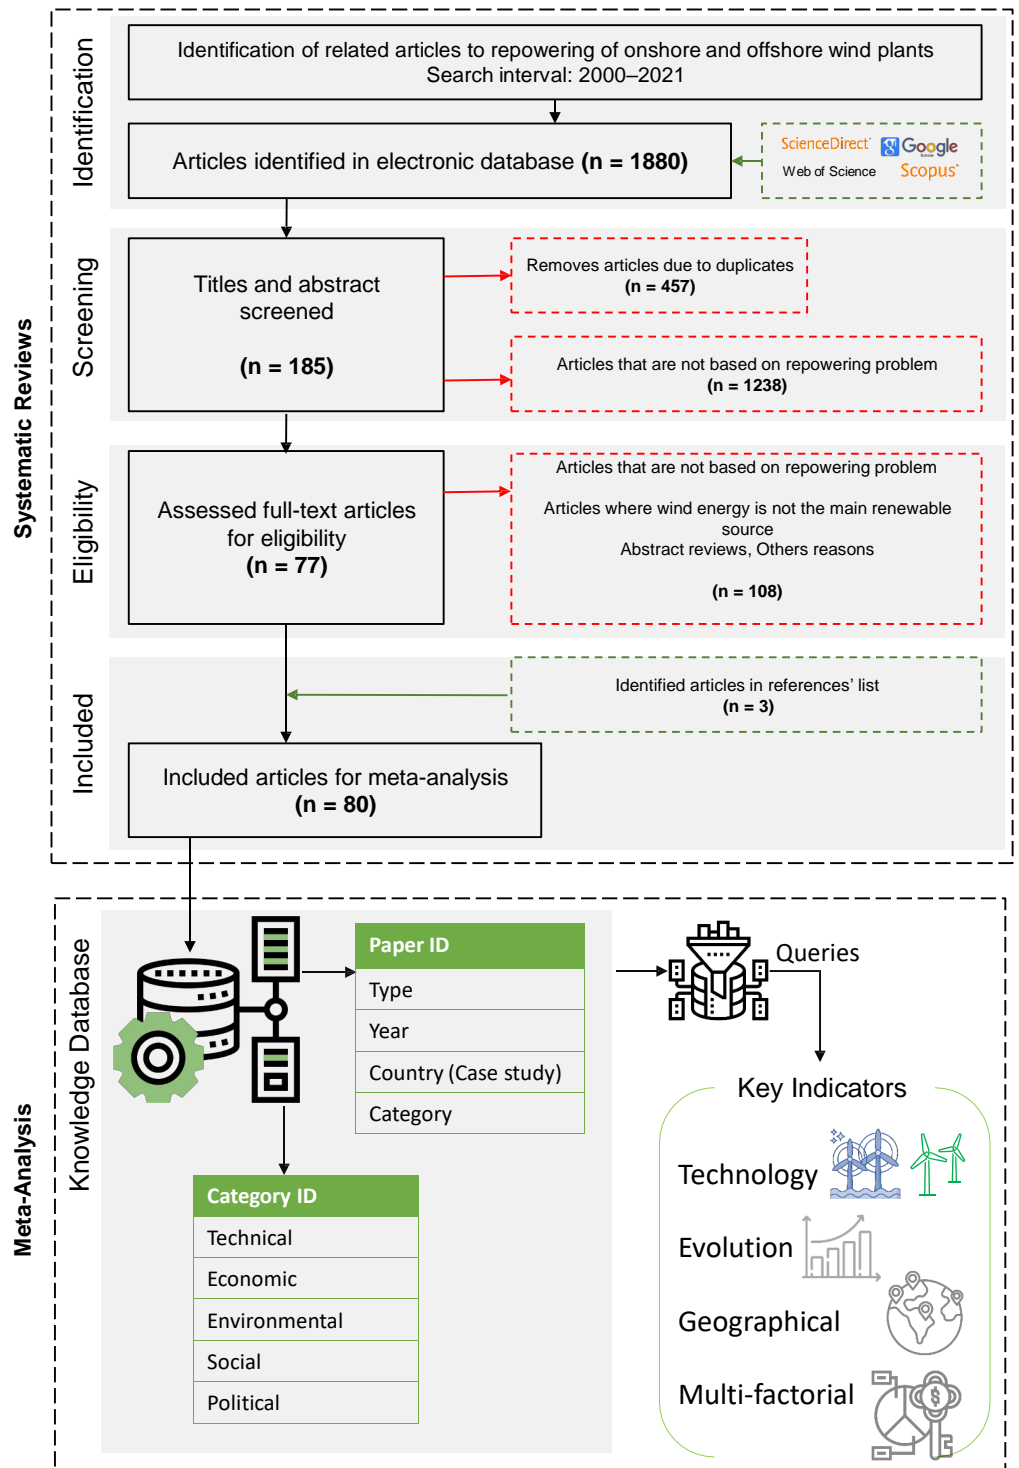 Systematic Reviews
Identification
Identification of related articles to repowering of onshore and offshore wind plants
Search interval: 2000–2021
Articles identified in electronic database (n = 1880)
ScienceDirect
Google
Scholar
Web of Science
Scopus
Screening
Titles and abstract
screened
(n = 185)
Removes articles due to duplicates
(n = 457)
Articles that are not based on repowering problem
(n = 1238)
Eligibility
Assessed full-text articles
for eligibility
(n = 77)
Articles that are not based on repowering problem
Articles where wind energy is not the main renewable
source
Abstract reviews, Others reasons
(n = 108)
Included
Identified articles in references' list
(n = 3)
Included articles for meta-analysis
(n = 80)
Meta-Analysis
Knowledge Database
Paper ID
Type
Year
Country (Case study)
Category
Category ID
Technical
Economic
Environmental
Social
Political
Queries
Key Indicators
Technology
Evolution
Geographical
Multi-factorial
$